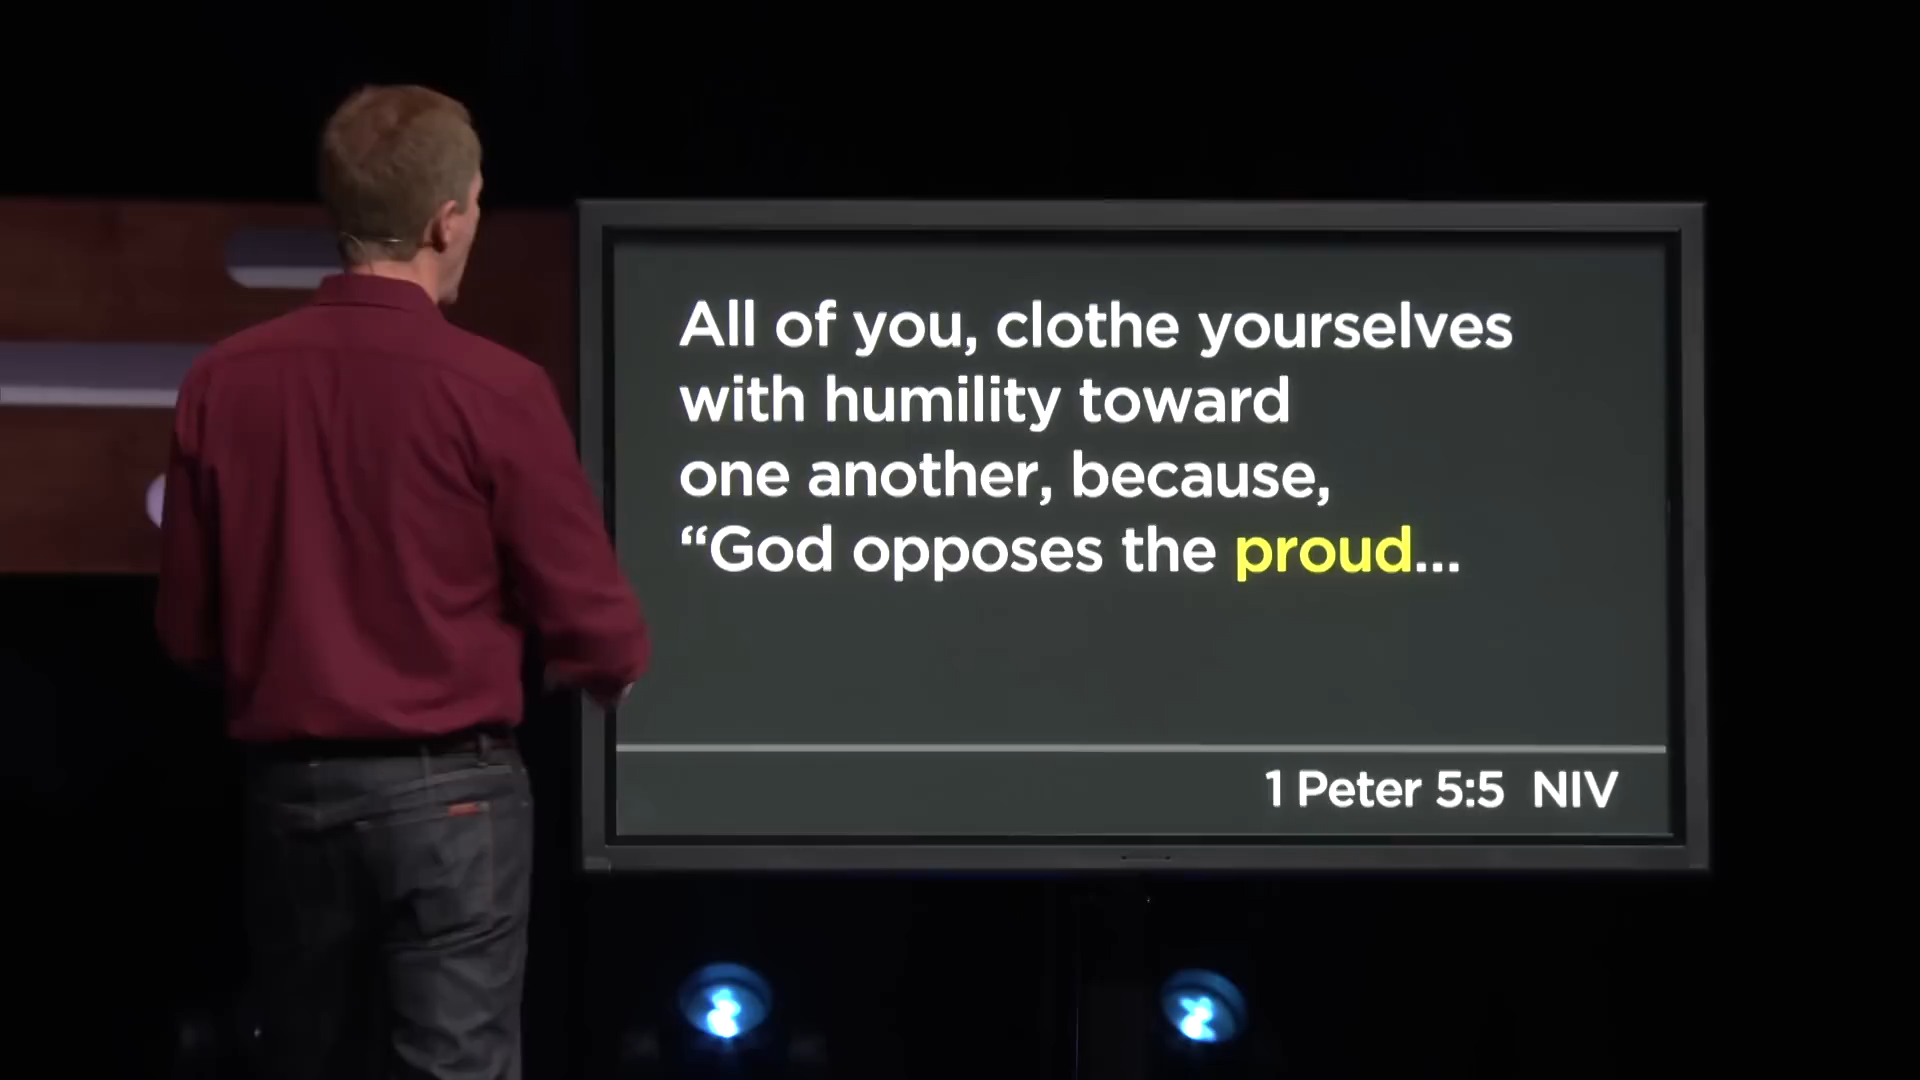 All of you, clothe yourselves
with humility toward
one another, because,
“God opposes the proud...
1 Peter 5:5 NIV